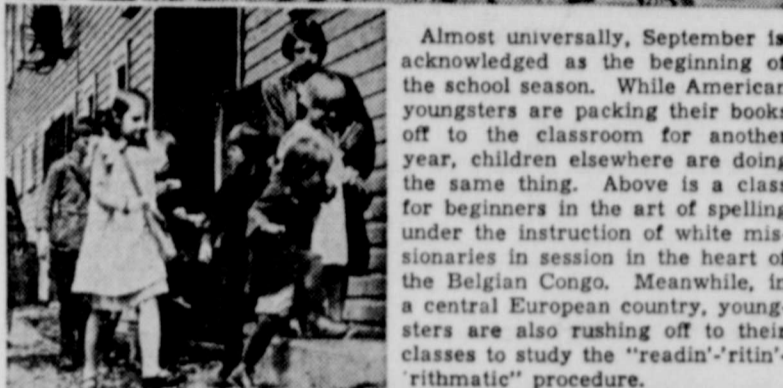 Almost universally, September is
acknowledged as the beginning of
the school season. While American
youngsters are packing their books
off to the classroom for another
year, children elsewhere are doing
the same thing. Above is a class
for beginners in the art of spelling
under the instruction of white mis-
sionaries in session in the heart of
the Belgian Congo. Meanwhile, in
a central European country, young-
sters are also rushing off to their
classes to study the "readin'-'ritin'-
'rithmatic" procedure.